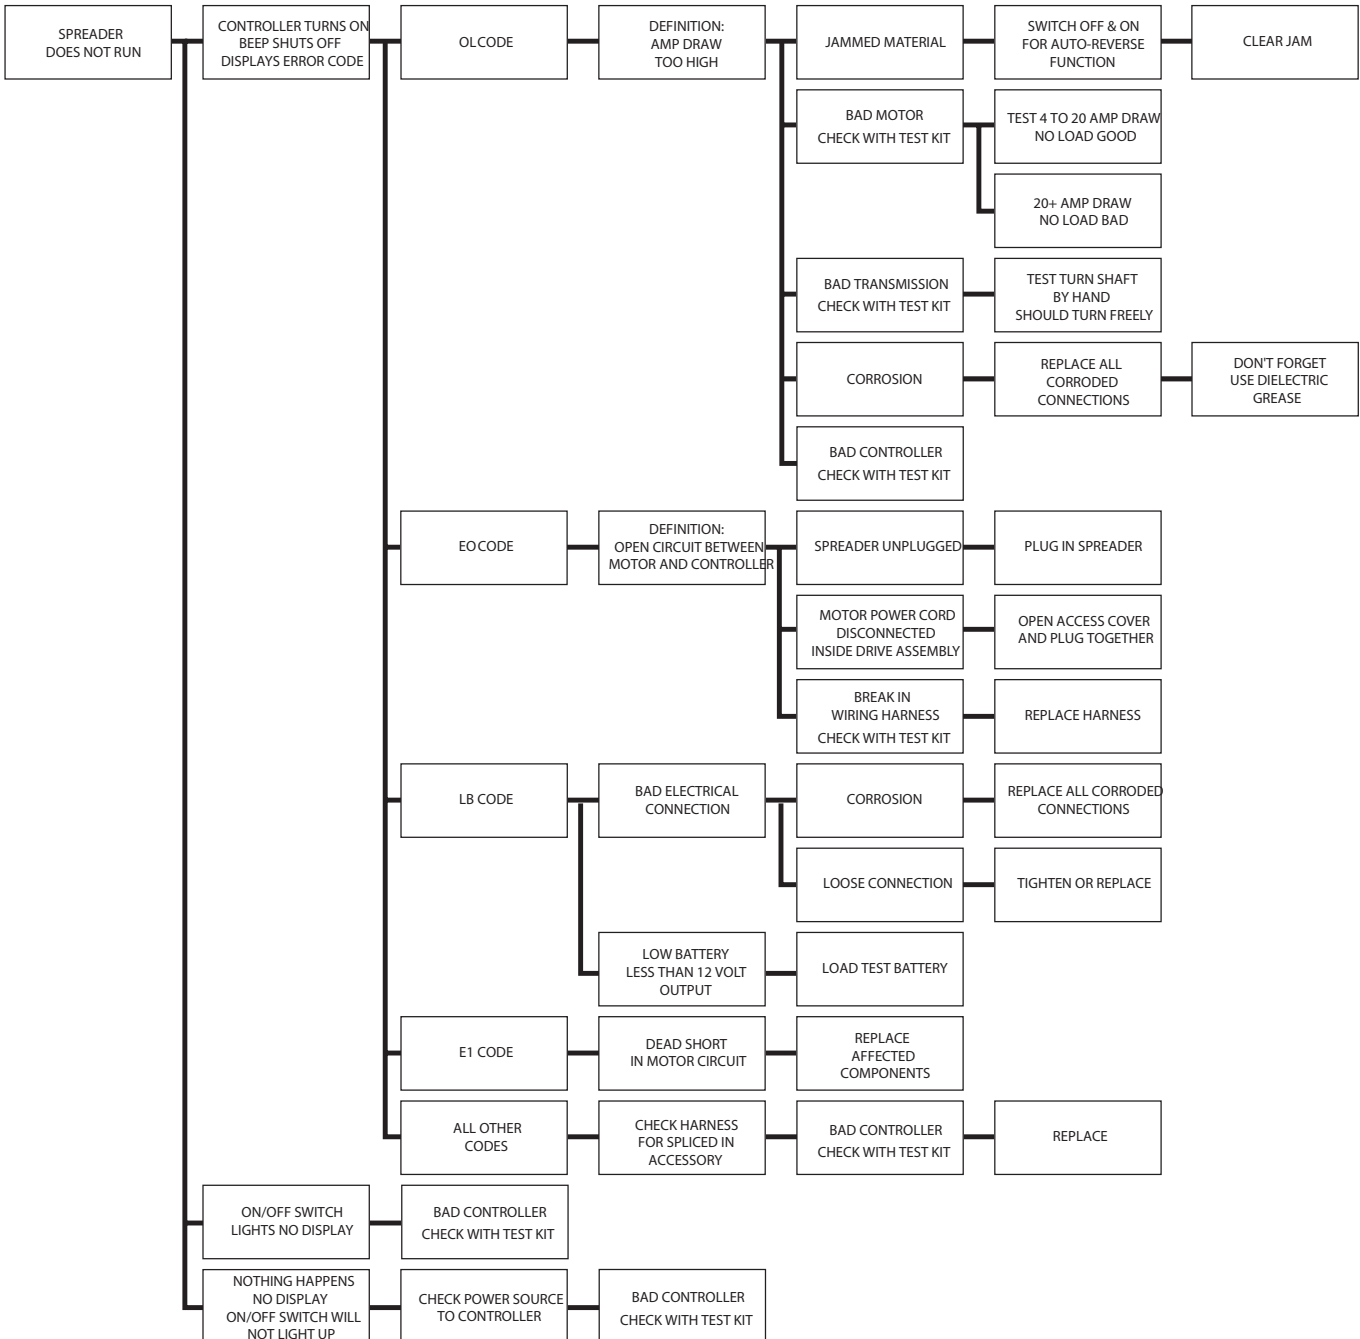 SPREADER
DOES NOT RUN
CONTROLLER TURNS ON
BEEP SHUTS OFF
DISPLAYS ERROR CODE
OL CODE
DEFINITION:
AMP DRAW
TOO HIGH
JAMMED MATERIAL
SWITCH OFF & ON
FOR AUTO-REVERSE
FUNCTION
CLEAR JAM
BAD MOTOR
CHECK WITH TEST KIT
TEST 4 TO 20 AMP DRAW
NO LOAD GOOD
20+ AMP DRAW
NO LOAD BAD
BAD TRANSMISSION
CHECK WITH TEST KIT
TEST TURN SHAFT
BY HAND
SHOULD TURN FREELY
CORROSION
REPLACE ALL
CORRODED
CONNECTIONS
DON'T FORGET
USE DIELECTRIC
GREASE
BAD CONTROLLER
CHECK WITH TEST KIT
EO CODE
DEFINITION:
OPEN CIRCUIT BETWEEN
MOTOR AND CONTROLLER
SPREADER UNPLUGGED
PLUG IN SPREADER
MOTOR POWER CORD
DISCONNECTED
INSIDE DRIVE ASSEMBLY
OPEN ACCESS COVER
AND PLUG TOGETHER
BREAK IN
WIRING HARNESS
CHECK WITH TEST KIT
REPLACE HARNESS
LB CODE
BAD ELECTRICAL
CONNECTION
CORROSION
REPLACE ALL CORRODED
CONNECTIONS
LOOSE CONNECTION
TIGHTEN OR REPLACE
LOW BATTERY
LESS THAN 12 VOLT
OUTPUT
LOAD TEST BATTERY
E1 CODE
DEAD SHORT
IN MOTOR CIRCUIT
REPLACE
AFFECTED
COMPONENTS
ALL OTHER
CODES
CHECK HARNESS
FOR SPLICED IN
ACCESSORY
BAD CONTROLLER
CHECK WITH TEST KIT
REPLACE
ON/OFF SWITCH
LIGHTS NO DISPLAY
BAD CONTROLLER
CHECK WITH TEST KIT
NOTHING HAPPENS
NO DISPLAY
ON/OFF SWITCH WILL
NOT LIGHT UP
CHECK POWER SOURCE
TO CONTROLLER
BAD CONTROLLER
CHECK WITH TEST KIT